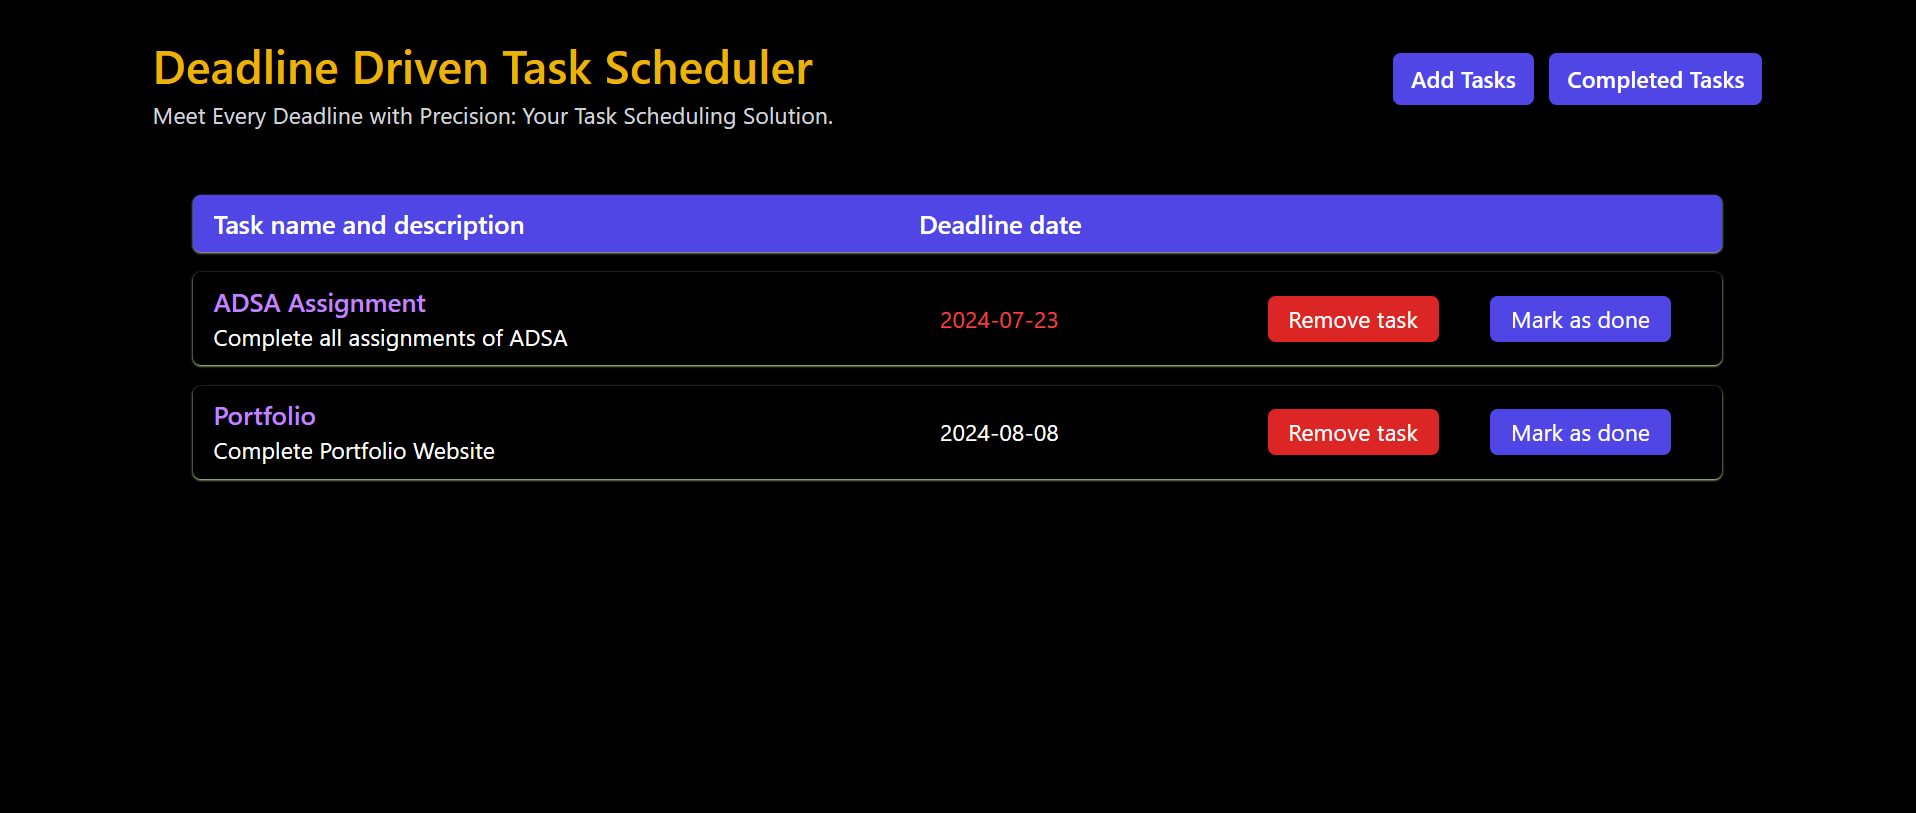 Deadline Driven Task Scheduler
Meet Every Deadline with Precision: Your Task Scheduling Solution.
Add Tasks
Completed Tasks
Task name and description
Deadline date
ADSA Assignment
Complete all assignments of ADSA
2024-07-23
Remove task
Mark as done
Portfolio
Complete Portfolio Website
2024-08-08
Remove task
Mark as done